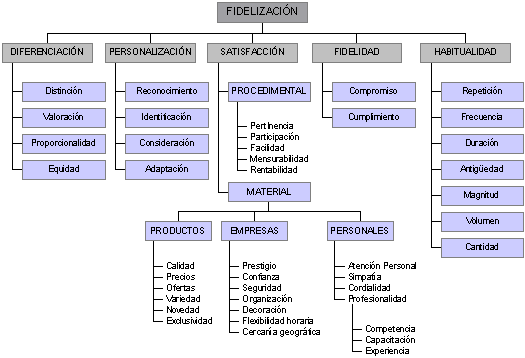 FIDELIZACIÓN
DIFERENCIACIÓN
Distinción
Valoración
Proporcionalidad
Equidad
PERSONALIZACIÓN
Reconocimiento
Identificación
Consideración
Adaptación
SATISFACCIÓN
PROCEDIMENTAL
Pertinencia
Participación
Facilidad
Mensurabilidad
Rentabilidad
MATERIAL
PRODUCTOS
Calidad
Precios
Ofertas
Variedad
Novedad
Exclusividad
EMPRESAS
Prestigio
Confianza
Seguridad
Organización
Decoración
Flexibilidad horaria
Cercanía geográfica
PERSONALES
Atención Personal
Simpatía
Cordialidad
Profesionalidad
Competencia
Capacitación
Experiencia
FIDELIDAD
Compromiso
Cumplimiento
HABITUALIDAD
Repetición
Frecuencia
Duración
Antigüedad
Magnitud
Volumen
Cantidad